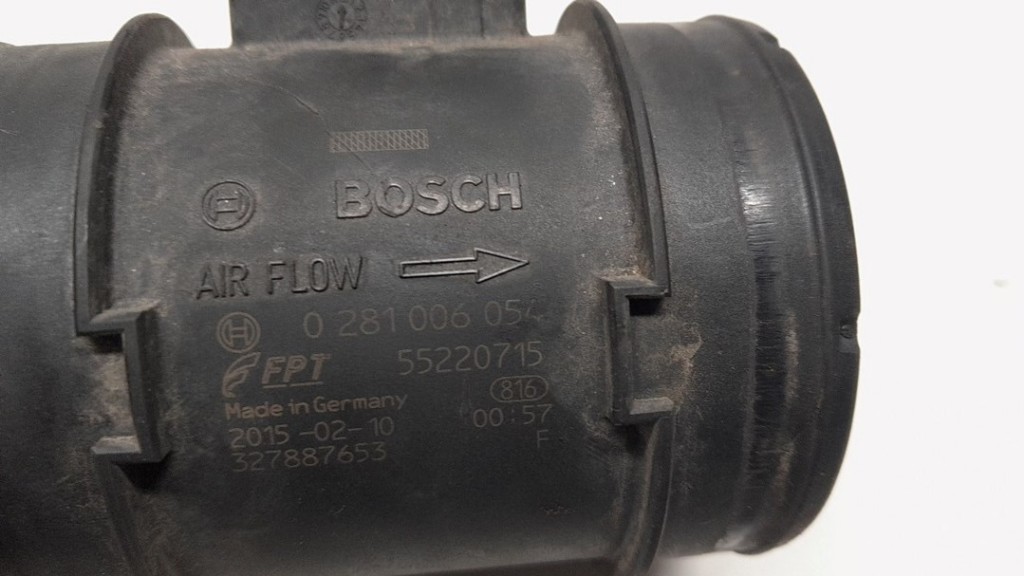 BOSCH
AIR FLOW
0 281 006 054
FPT 55220715
816
Made in Germany
2015-02-10 00:57
327887653 F